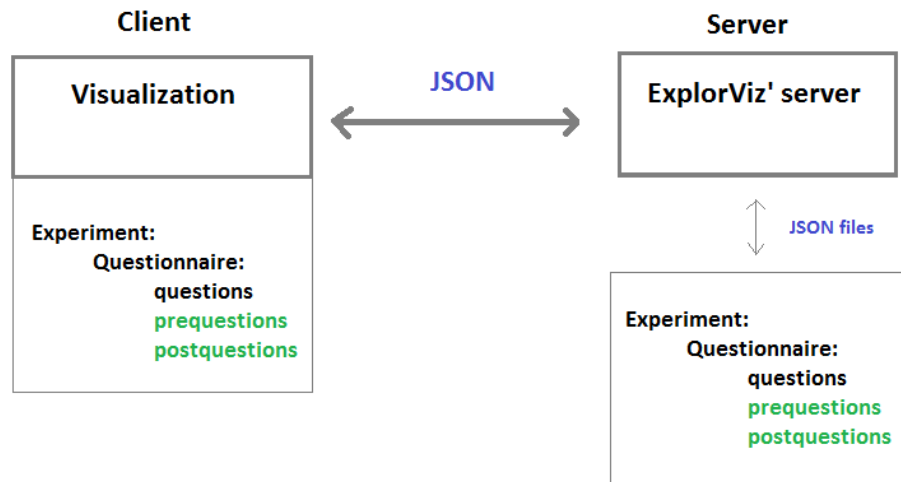 Client
Visualization
Experiment:
Questionnaire:
questions
prequestions
postquestions
JSON
Server
ExplorViz' server
JSON files
Experiment:
Questionnaire:
questions
prequestions
postquestions